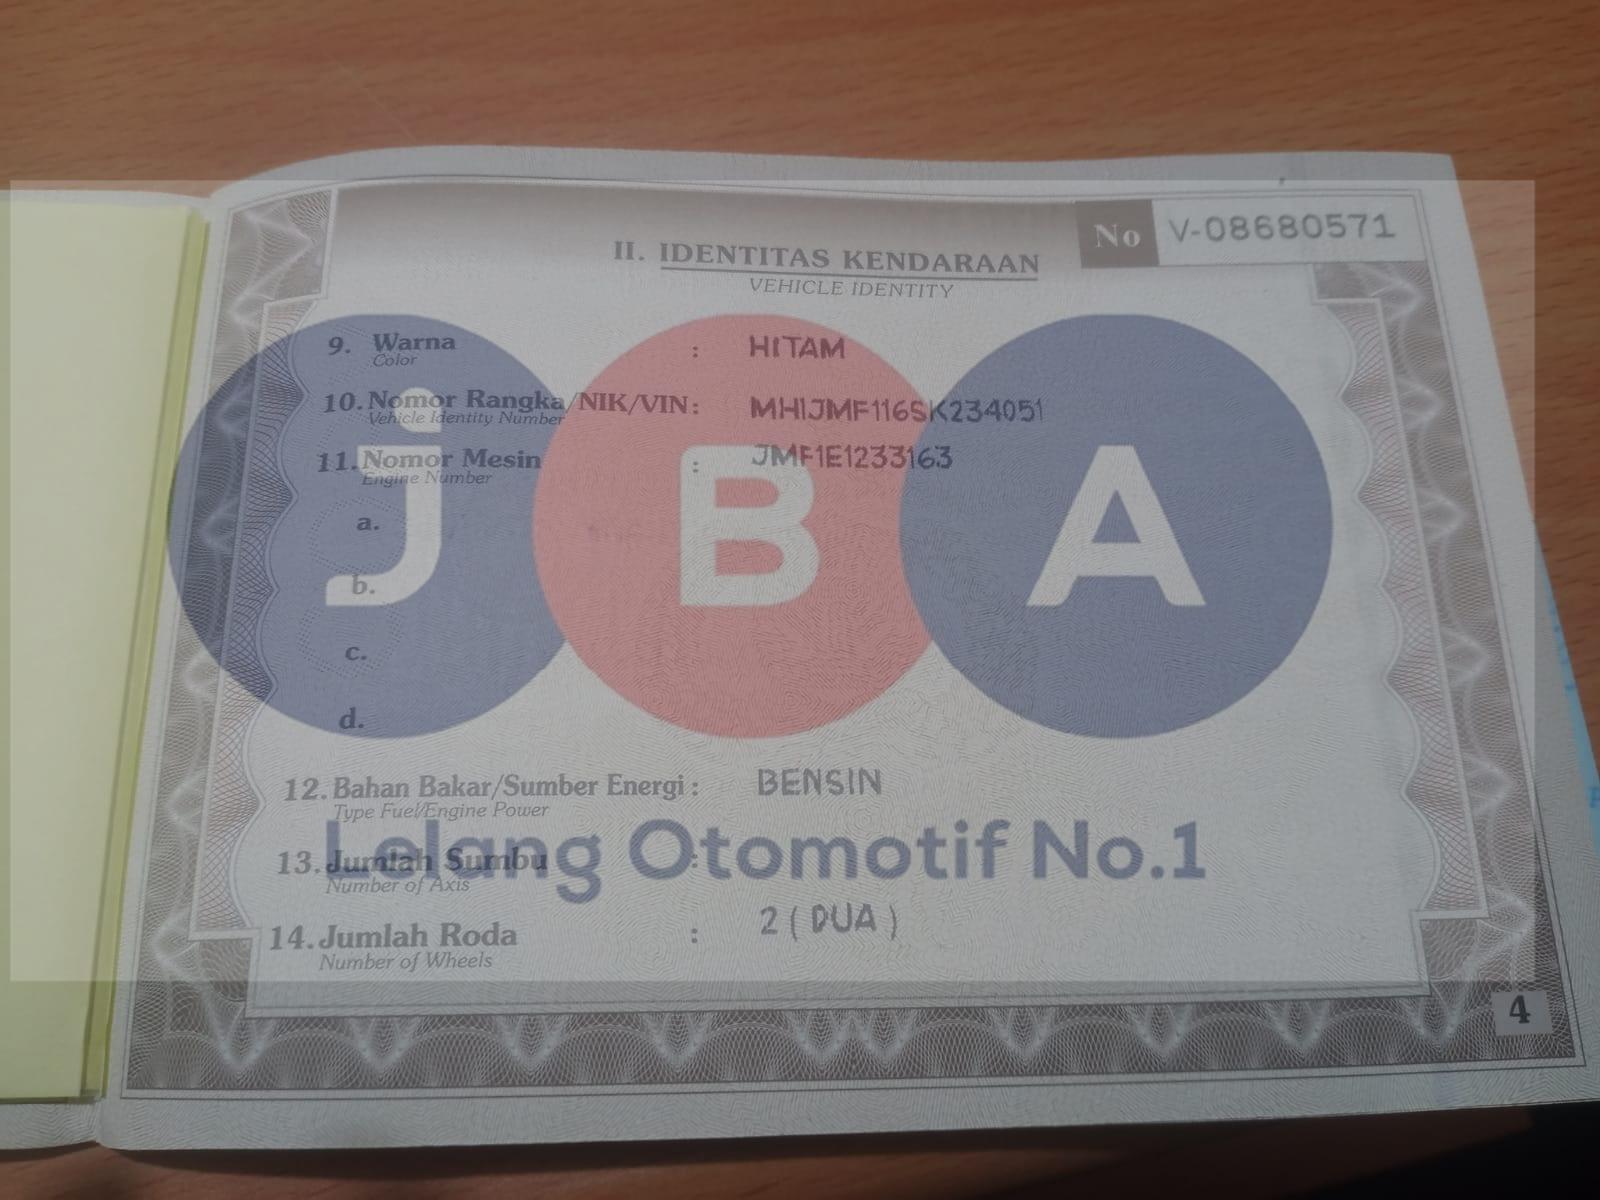 No V-08680571
II. IDENTITAS KENDARAAN
VEHICLE IDENTITY
9. Warna : HITAM
Color
10. Nomor Rangka/NIK/VIN : MH1JMF116SK234051
Vehicle Identity Number
11. Nomor Mesin : JMF1E1233163
Engine Number
a.
b.
c.
d.
j B A
12. Bahan Bakar/Sumber Energi : BENSIN
Type Fuel/Engine Power
Lelang Otomotif No.1
13. Jumlah Sumbu :
Number of Axis
14. Jumlah Roda : 2 ( DUA )
Number of Wheels
4